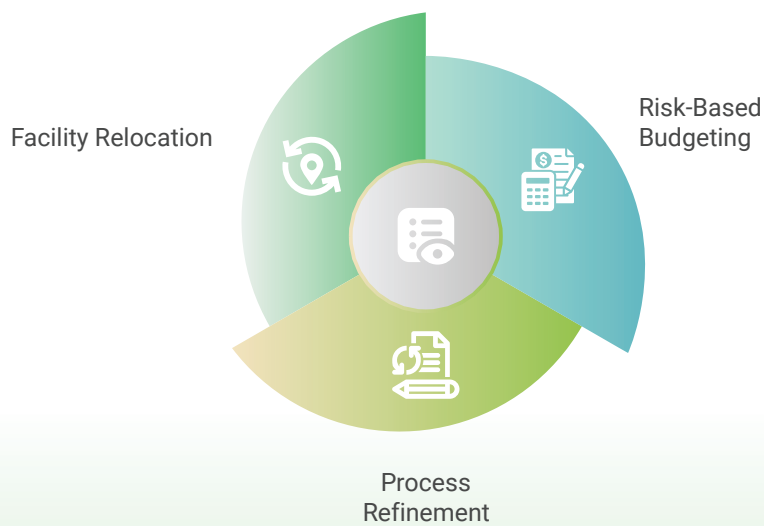 Facility Relocation
Risk-Based
Budgeting
$
Process
Refinement